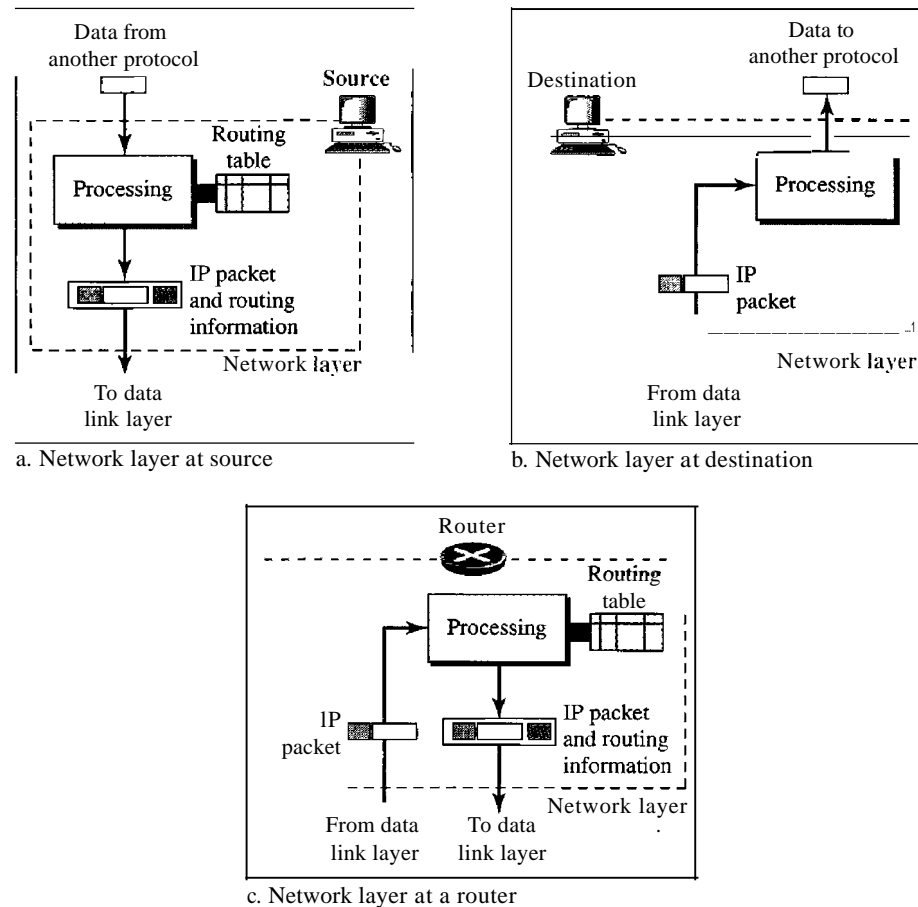 Data from
another protocol
Source
Routing
table
Processing
IP packet
and routing
information
Network layer
To data
link layer
a. Network layer at source
Data to
another protocol
Destination
Processing
IP
packet
Network layer
From data
link layer
b. Network layer at destination
Router
Routing
table
Processing
IP
packet
IP packet
and routing
information
Network layer
From data
link layer
To data
link layer
c. Network layer at a router